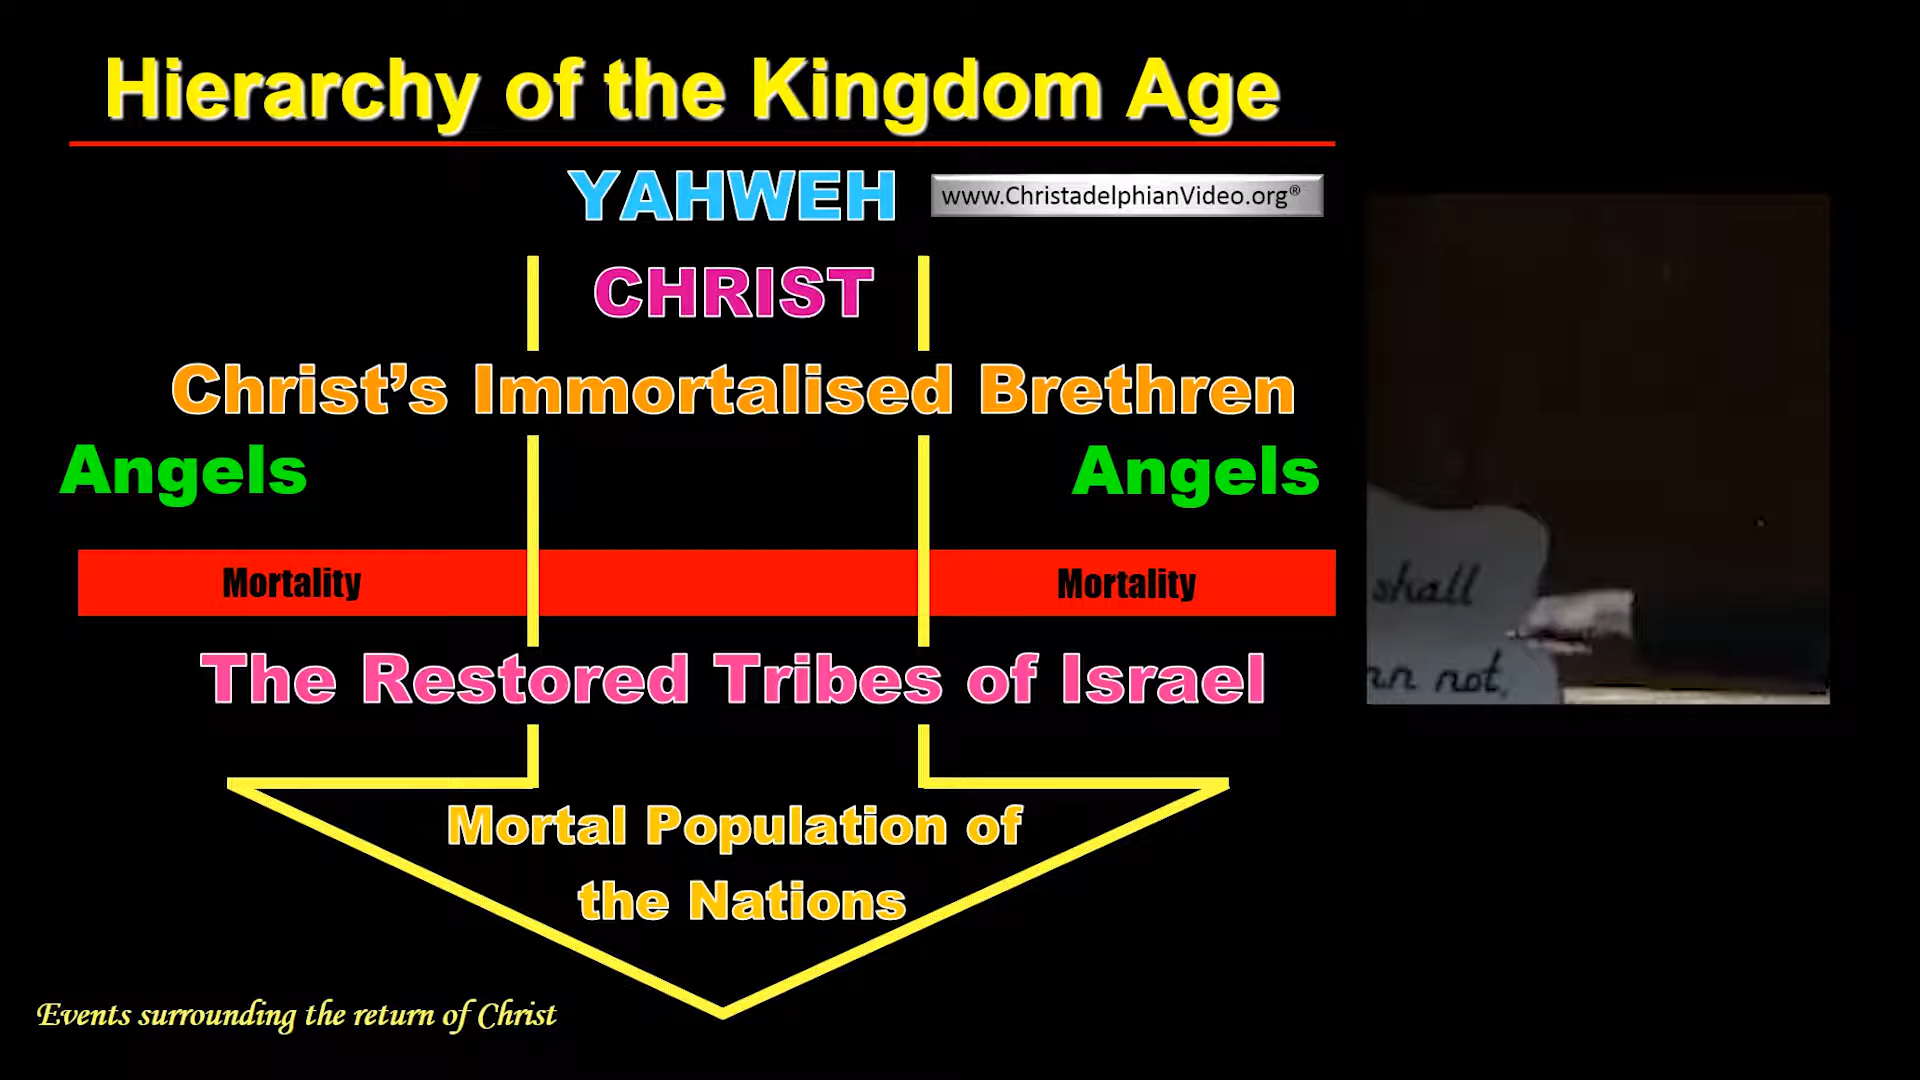 Hierarchy of the Kingdom Age
YAHWEH
www.ChristadelphianVideo.org®
CHRIST
Christ's Immortalised Brethren
Angels
Angels
Mortality
Mortality
The Restored Tribes of Israel
Mortal Population of
the Nations
Events surrounding the return of Christ
shall
not,